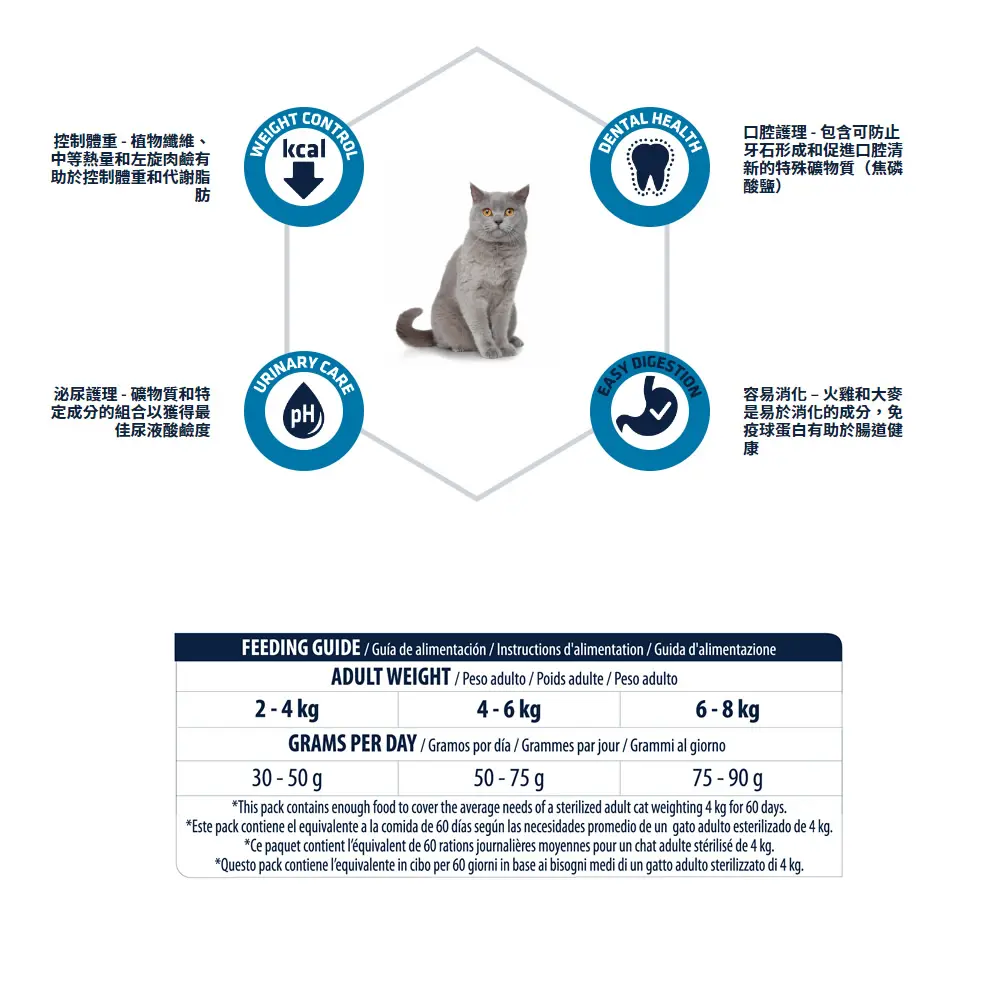 WEIGHT CONTROL
kcal
控制體重 - 植物纖維、
中等熱量和左旋肉鹼有
助於控制體重和代謝脂
肪
DENTAL HEALTH
口腔護理 - 包含可防止
牙石形成和促進口腔清
新的特殊礦物質（焦磷
酸鹽）
URINARY CARE
pH
泌尿護理 - 礦物質和特
定成分的組合以獲得最
佳尿液酸鹼度
EASY DIGESTION
容易消化 – 火雞和大麥
是易於消化的成分，免
疫球蛋白有助於腸道健
康
FEEDING GUIDE / Guía de alimentación / Instructions d'alimentation / Guida d'alimentazione
ADULT WEIGHT / Peso adulto / Poids adulte / Peso adulto
2 - 4 kg 4 - 6 kg 6 - 8 kg
GRAMS PER DAY / Gramos por día / Grammes par jour / Grammi al giorno
30 - 50 g 50 - 75 g 75 - 90 g
*This pack contains enough food to cover the average needs of a sterilized adult cat weighting 4 kg for 60 days.
*Este pack contiene el equivalente a la comida de 60 días según las necesidades promedio de un gato adulto esterilizado de 4 kg.
*Ce paquet contient l'équivalent de 60 rations journalières moyennes pour un chat adulte stérilisé de 4 kg.
*Questo pack contiene l'equivalente in cibo per 60 giorni in base ai bisogni medi di un gatto adulto sterilizzato di 4 kg.